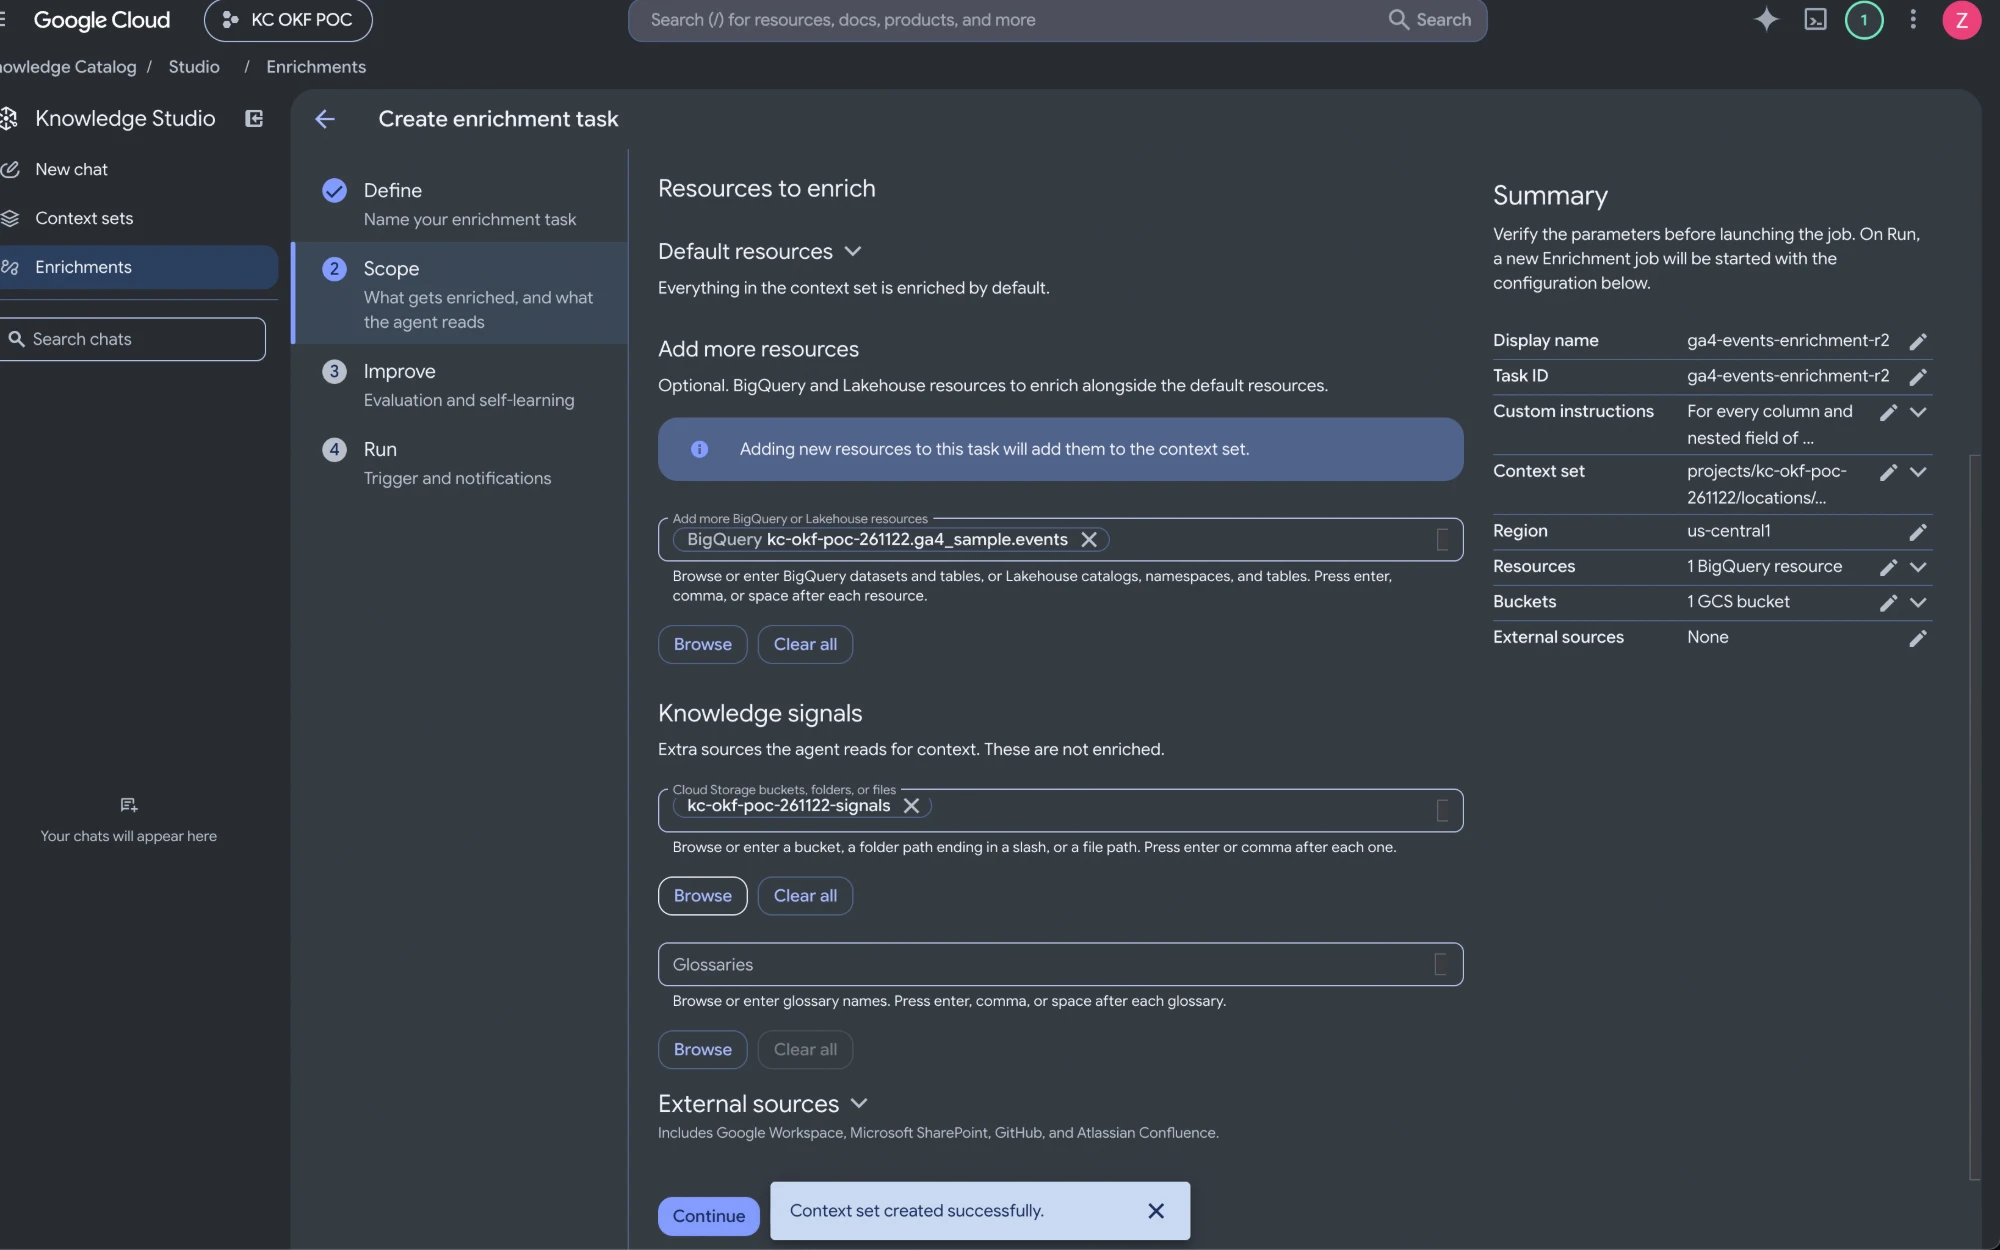 Google Cloud
KC OKF POC
Search (/) for resources, docs, products, and more
Search
1
Z
nowledge Catalog / Studio / Enrichments
Knowledge Studio
New chat
Context sets
Enrichments
Search chats
Your chats will appear here
Create enrichment task
Define
Name your enrichment task
2
Scope
What gets enriched, and what
the agent reads
3
Improve
Evaluation and self-learning
4
Run
Trigger and notifications
Resources to enrich
Default resources
Everything in the context set is enriched by default.
Add more resources
Optional. BigQuery and Lakehouse resources to enrich alongside the default resources.
Adding new resources to this task will add them to the context set.
Add more BigQuery or Lakehouse resources
BigQuery kc-okf-poc-261122.ga4_sample.events
Browse or enter BigQuery datasets and tables, or Lakehouse catalogs, namespaces, and tables. Press enter,
comma, or space after each resource.
Browse
Clear all
Knowledge signals
Extra sources the agent reads for context. These are not enriched.
Cloud Storage buckets, folders, or files
kc-okf-poc-261122-signals
Browse or enter a bucket, a folder path ending in a slash, or a file path. Press enter or comma after each one.
Browse
Clear all
Glossaries
Browse or enter glossary names. Press enter, comma, or space after each glossary.
Browse
Clear all
External sources
Includes Google Workspace, Microsoft SharePoint, GitHub, and Atlassian Confluence.
Continue
Context set created successfully.
Summary
Verify the parameters before launching the job. On Run,
a new Enrichment job will be started with the
configuration below.
Display name ga4-events-enrichment-r2
Task ID ga4-events-enrichment-r2
Custom instructions For every column and
nested field of ...
Context set projects/kc-okf-poc-
261122/locations/...
Region us-central1
Resources 1 BigQuery resource
Buckets 1 GCS bucket
External sources None